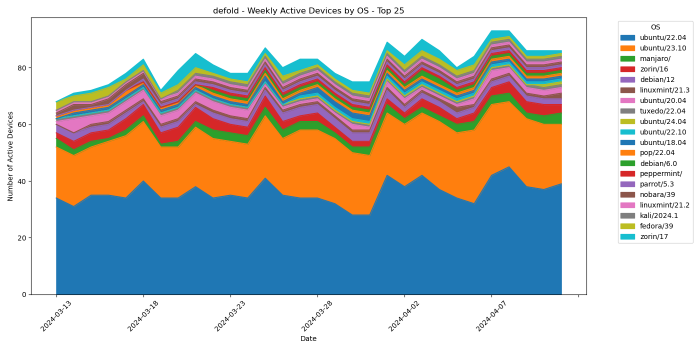 defold - Weekly Active Devices by OS - Top 25
Number of Active Devices
80
60
40
20
0
2024-03-13
2024-03-18
2024-03-23
2024-03-28
2024-04-02
2024-04-07
Date
OS
ubuntu/22.04
ubuntu/23.10
manjaro/
zorin/16
debian/12
linuxmint/21.3
ubuntu/20.04
tuxedo/22.04
ubuntu/24.04
ubuntu/22.10
ubuntu/18.04
pop/22.04
debian/6.0
peppermint/
parrot/5.3
nobara/39
linuxmint/21.2
kali/2024.1
fedora/39
zorin/17